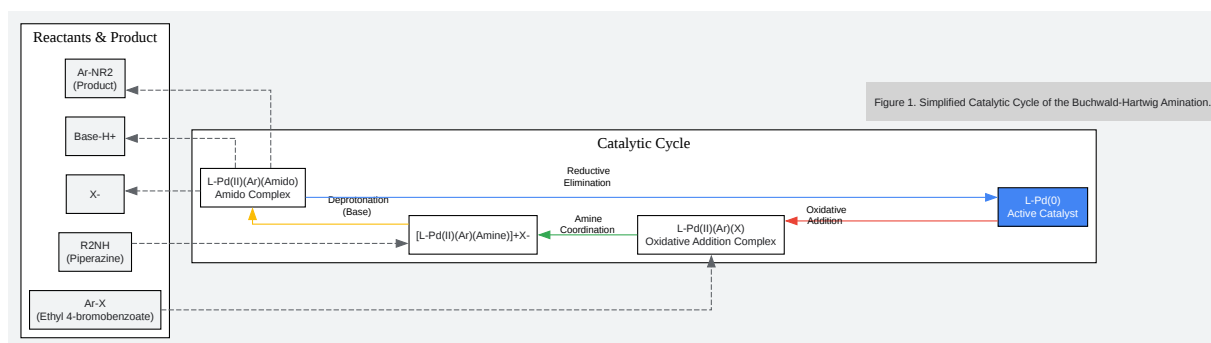 Reactants & Product
Ar-NR2
(Product)
Base-H+
X-
R2NH
(Piperazine)
Ar-X
(Ethyl 4-bromobenzoate)
Figure 1. Simplified Catalytic Cycle of the Buchwald-Hartwig Amination.
Catalytic Cycle
L-Pd(II)(Ar)(Amido)
Amido Complex
Reductive
Elimination
L-Pd(0)
Active Catalyst
Deprotonation
(Base)
[L-Pd(II)(Ar)(Amine)]+X-
Amine
Coordination
L-Pd(II)(Ar)(X)
Oxidative Addition Complex
Oxidative
Addition